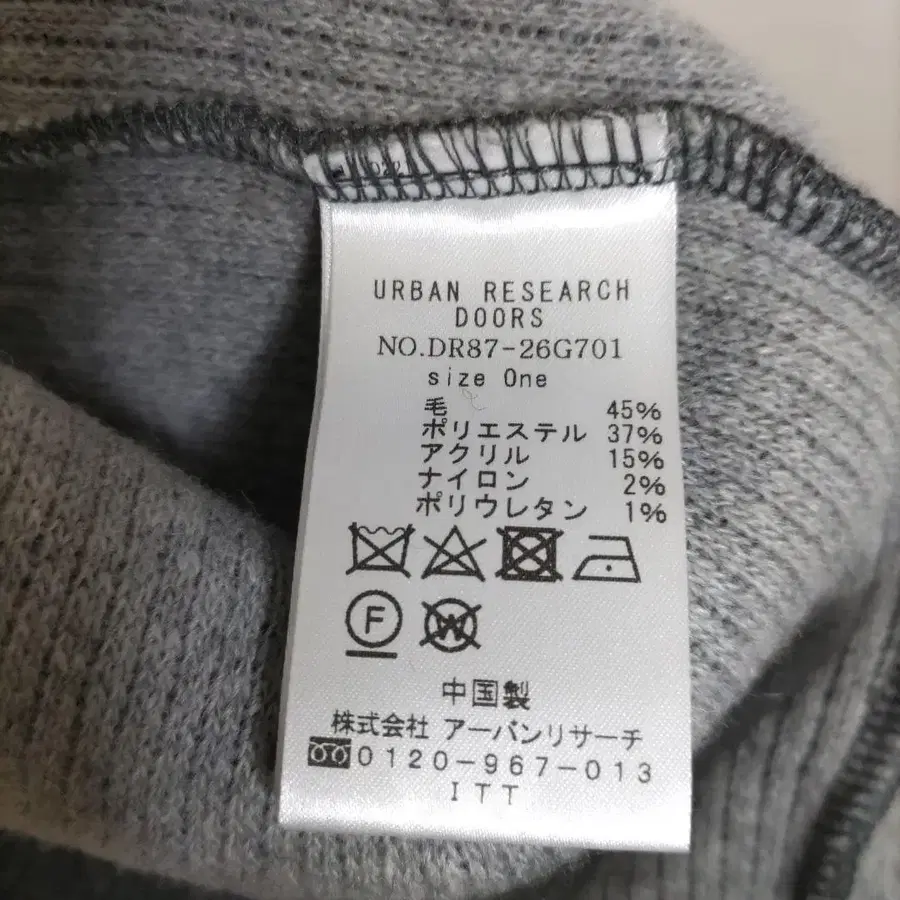 URBAN RESEARCH
DOORS
NO.DR87-26G701
size One
毛 45%
ポリエステル 37%
アクリル 15%
ナイロン 2%
ポリウレタン 1%
F W
中国製
株式会社 アーバンリサーチ
0120-967-013
ITT